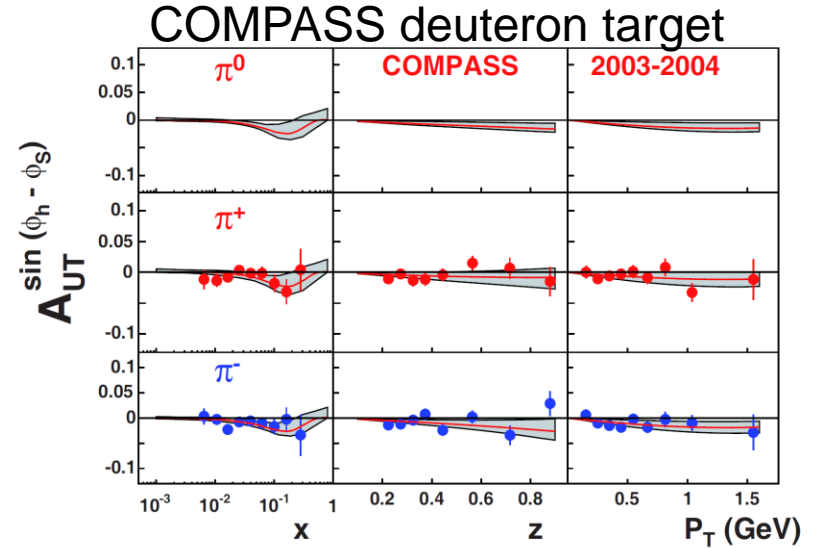 COMPASS deuteron target
π⁰ COMPASS 2003-2004
0.1
0.05
0
-0.1
A_UT^sin (ϕ_h - ϕ_S)
π⁺
0.1
0.05
0
-0.1
π⁻
0.1
0.05
0
-0.1
10⁻³ 10⁻² 10⁻¹ 1 0.2 0.4 0.6 0.8 0.5 1 1.5
x z P_T (GeV)